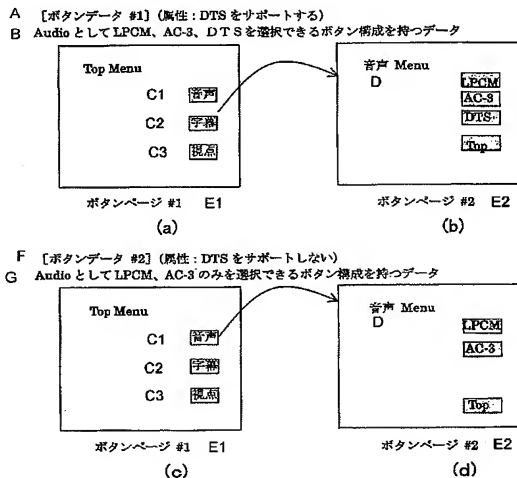 A [ボタンデータ #1] (属性：DTSをサポートする)
B AudioとしてLPCM、AC-3、DTSを選択できるボタン構成を持つデータ
Top Menu
C1 音声
C2 字幕
C3 視点
ボタンページ #1 E1
(a)
音声 Menu
D
LPCM
AC-3
DTS
Top
ボタンページ #2 E2
(b)
F [ボタンデータ #2] (属性：DTSをサポートしない)
G AudioとしてLPCM、AC-3のみを選択できるボタン構成を持つデータ
Top Menu
C1 音声
C2 字幕
C3 視点
ボタンページ #1 E1
(c)
音声 Menu
D
LPCM
AC-3
Top
ボタンページ #2 E2
(d)